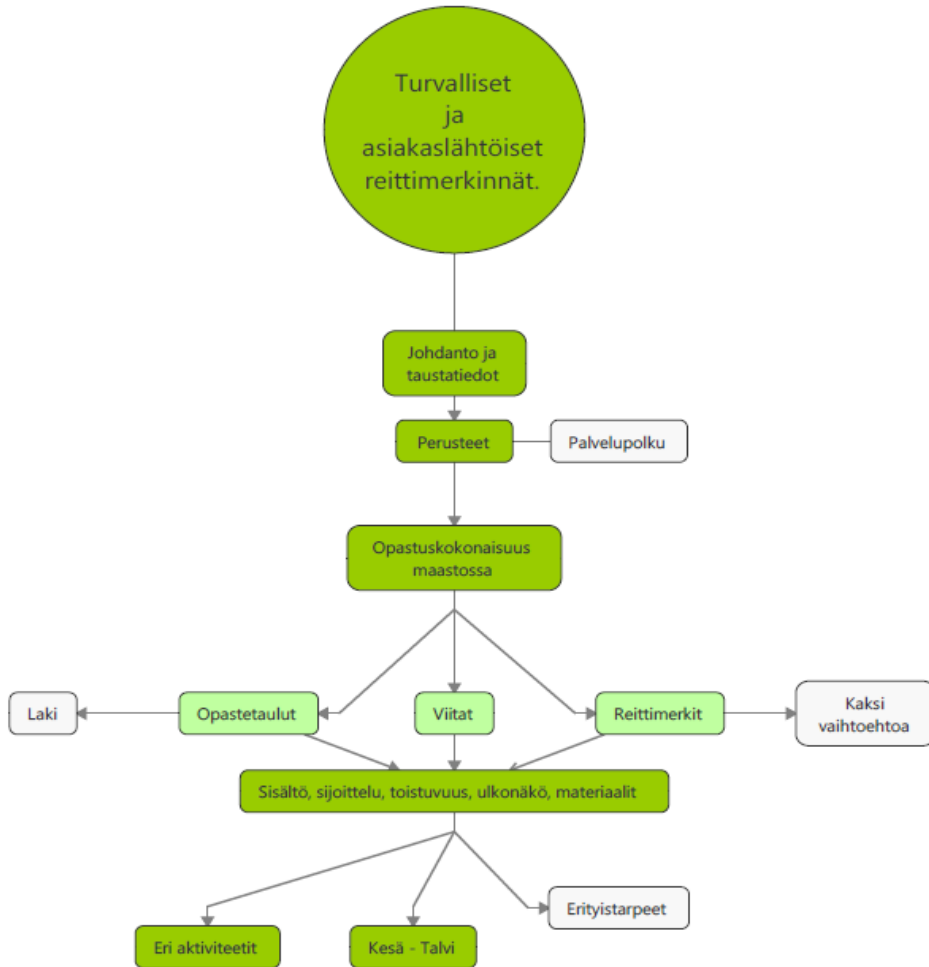 Turvalliset
ja
asiakaslähtöiset
reittimerkinnät.
Johdanto ja
taustatiedot
Perusteet
Palvelupolku
Opastuskokonaisuus
maastossa
Laki
Opastetaulut
Viitat
Reittimerkit
Kaksi
vaihtoehtoa
Sisältö, sijoittelu, toistuvuus, ulkonäkö, materiaalit
Erityistarpeet
Eri aktiviteetit
Kesä - Talvi